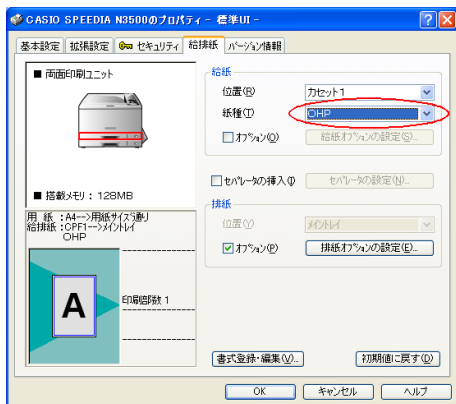 CASIO SPEEDIA N3500のプロパティ - 標準UI -
基本設定 拡張設定 セキュリティ 給排紙 バージョン情報
■ 両面印刷ユニット
■ 搭載メモリ : 128MB
用 紙 :A4-->用紙サイズ通り
給排紙 :CPF1-->メイントレイ
OHP
A
印刷部数 1
給紙
位置(R) カセット1
紙種(T) OHP
オプション(O) 給紙オプションの設定(S)...
セパレータの挿入(I) セパレータの設定(N)...
排紙
位置(Y) メイントレイ
オプション(P) 排紙オプションの設定(E)...
書式登録・編集(V)... 初期値に戻す(D)
OK キャンセル ヘルプ